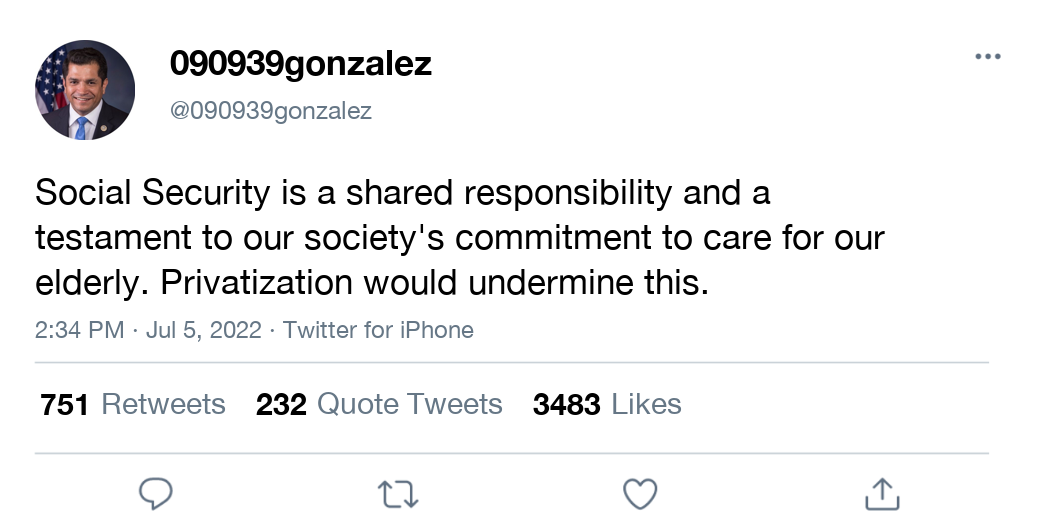 090939gonzalez
@090939gonzalez
Social Security is a shared responsibility and a
testament to our society's commitment to care for our
elderly. Privatization would undermine this.
2:34 PM · Jul 5, 2022 · Twitter for iPhone
751 Retweets 232 Quote Tweets 3483 Likes